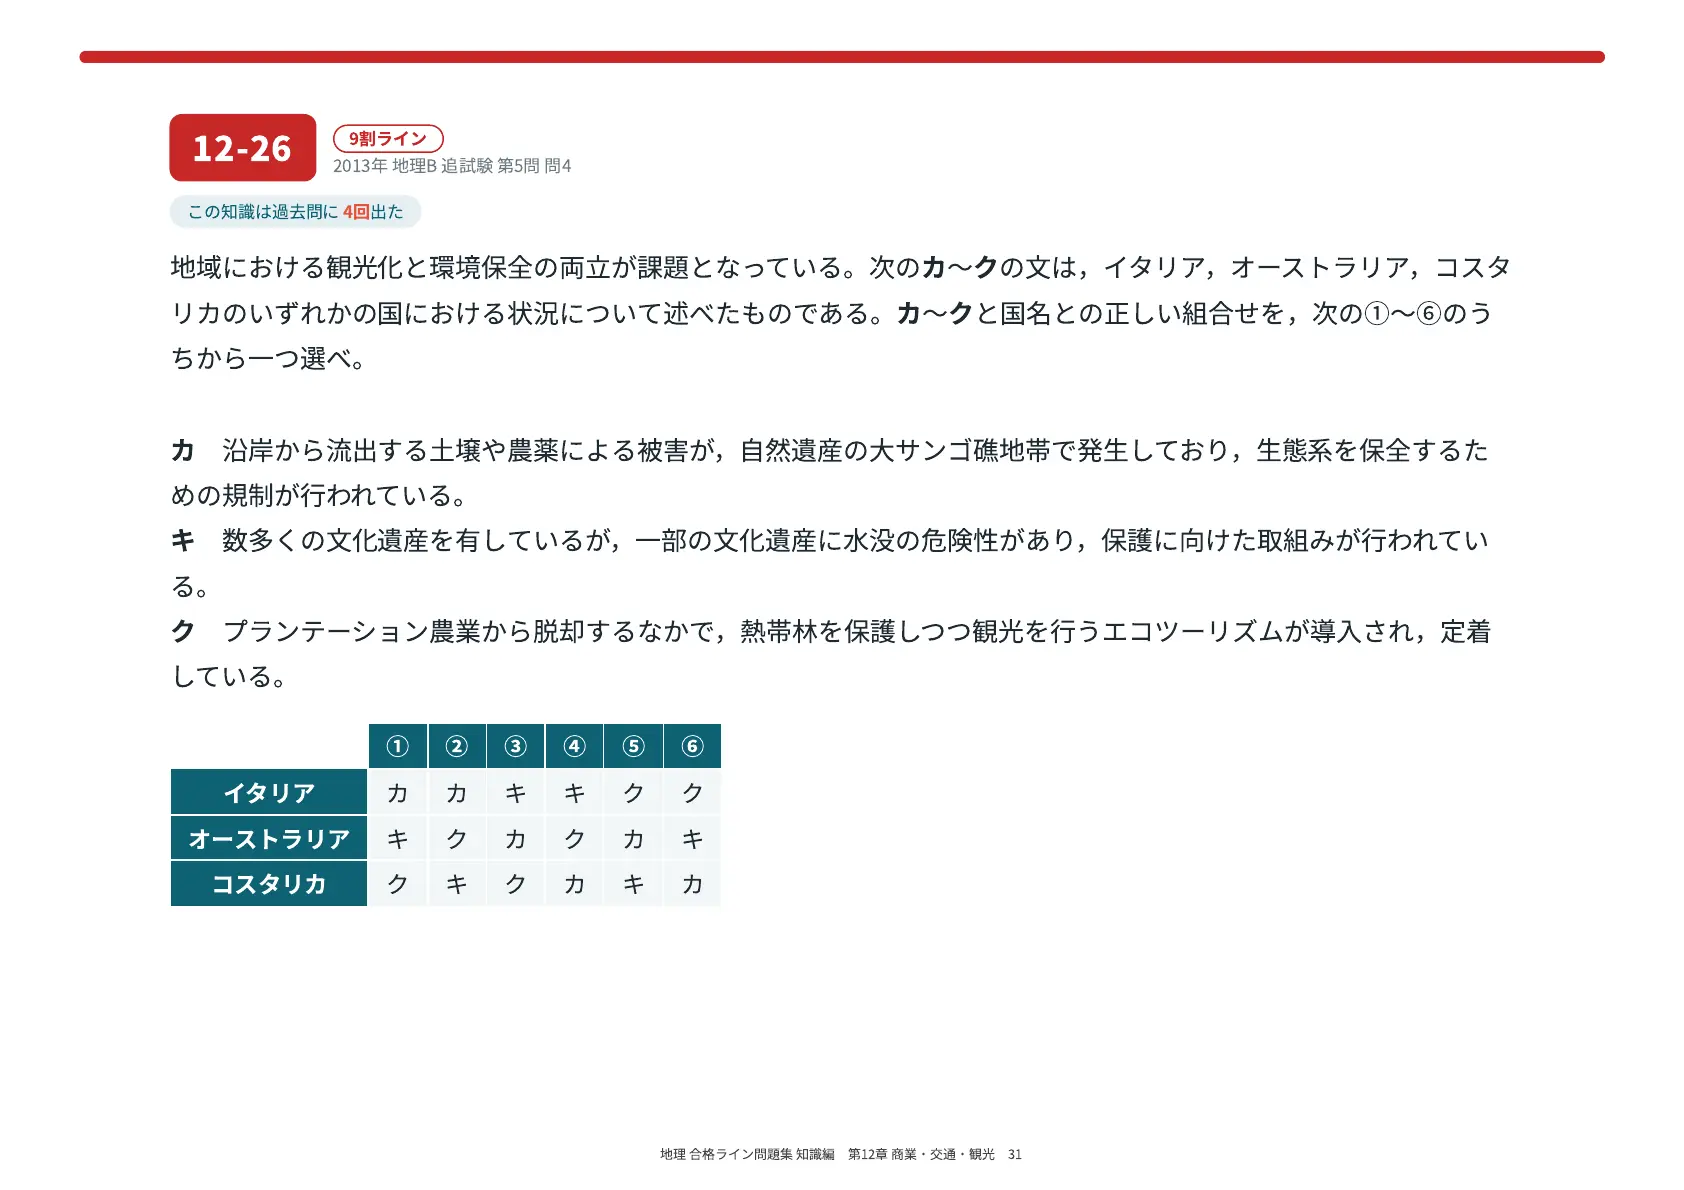 12-26
9割ライン
2013年 地理B 追試験 第5問 問4
この知識は過去問に 4回出た
地域における観光化と環境保全の両立が課題となっている。次のカ～クの文は，イタリア，オーストラリア，コスタ
リカのいずれかの国における状況について述べたものである。カ～クと国名との正しい組合せを，次の①～⑥のう
ちから一つ選べ。
カ　沿岸から流出する土壌や農薬による被害が，自然遺産の大サンゴ礁地帯で発生しており，生態系を保全するた
めの規制が行われている。
キ　数多くの文化遺産を有しているが，一部の文化遺産に水没の危険性があり，保護に向けた取組みが行われてい
る。
ク　プランテーション農業から脱却するなかで，熱帯林を保護しつつ観光を行うエコツーリズムが導入され，定着
している。
① ② ③ ④ ⑤ ⑥
イタリア カ カ キ キ ク ク
オーストラリア キ ク カ ク カ キ
コスタリカ ク キ ク カ キ カ
地理 合格ライン問題集 知識編　第12章 商業・交通・観光　31